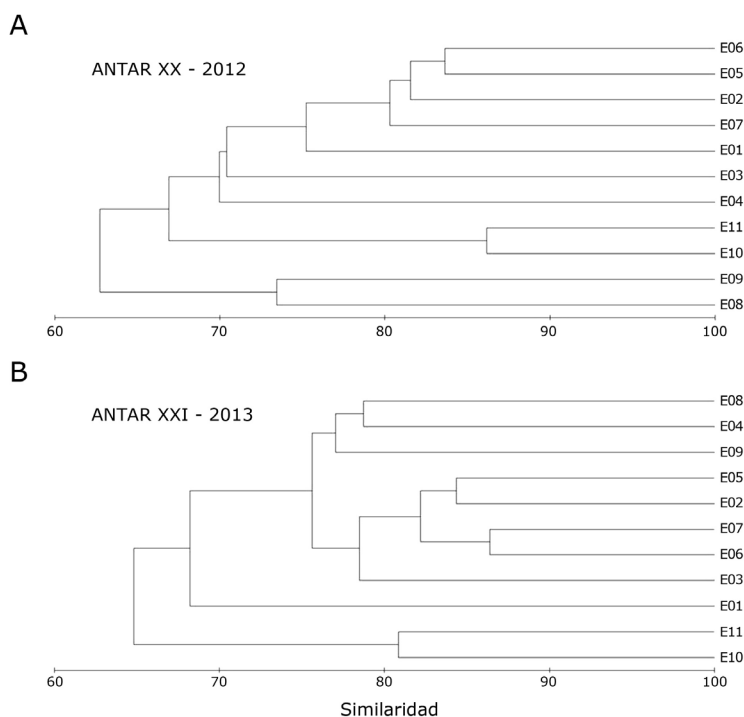 A
ANTAR XX - 2012
E06
E05
E02
E07
E01
E03
E04
E11
E10
E09
E08
60 70 80 90 100
B
ANTAR XXI - 2013
E08
E04
E09
E05
E02
E07
E06
E03
E01
E11
E10
60 70 80 90 100
Similaridad